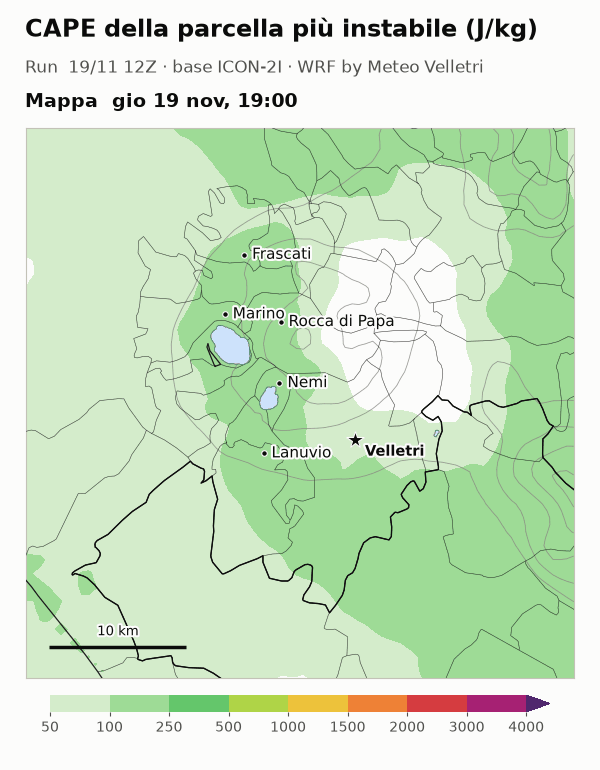 CAPE della parcella più instabile (J/kg)
Run  19/11 12Z · base ICON-2I · WRF by Meteo Velletri
Mappa  gio 19 nov, 19:00
Frascati
Marino
Rocca di Papa
Nemi
Velletri
Lanuvio
10 km
50 100 250 500 1000 1500 2000 3000 4000